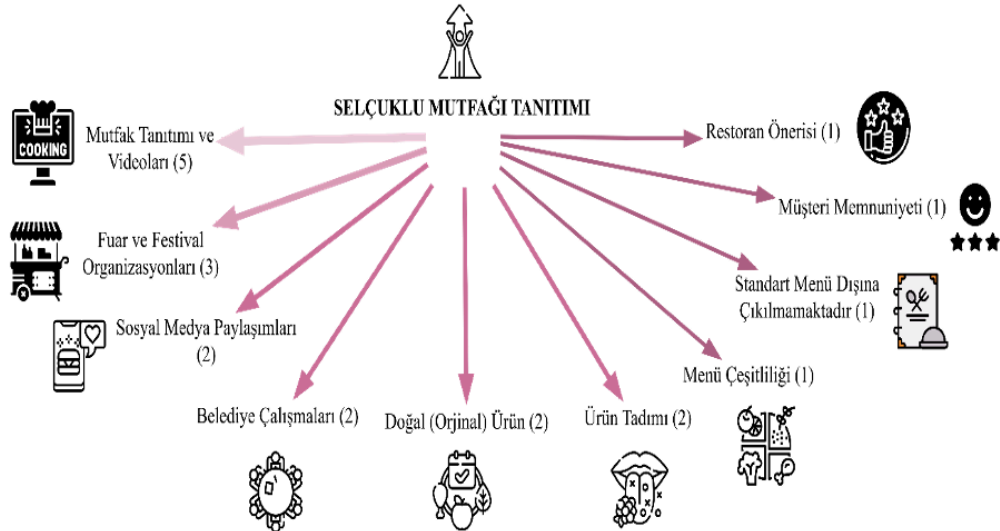 SELÇUKLU MUTFAĞI TANITIMI
COOKING
Mutfak Tanıtımı ve
Videoları (5)
Fuar ve Festival
Organizasyonları (3)
Sosyal Medya Paylaşımları
(2)
Belediye Çalışmaları (2)
Doğal (Orjinal) Ürün (2)
Ürün Tadımı (2)
Menü Çeşitliliği (1)
Standart Menü Dışına
Çıkılmamaktadır (1)
Müşteri Memnuniyeti (1)
Restoran Önerisi (1)